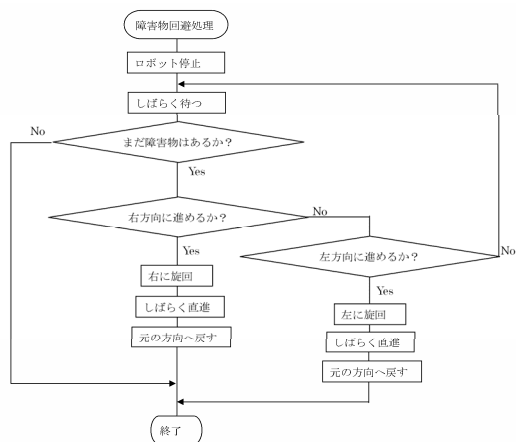 障害物回避処理
ロボット停止
しばらく待つ
No
まだ障害物はあるか？
Yes
右方向に進めるか？
No
Yes
左方向に進めるか？
No
右に旋回
Yes
しばらく直進
左に旋回
元の方向へ戻す
しばらく直進
元の方向へ戻す
終了